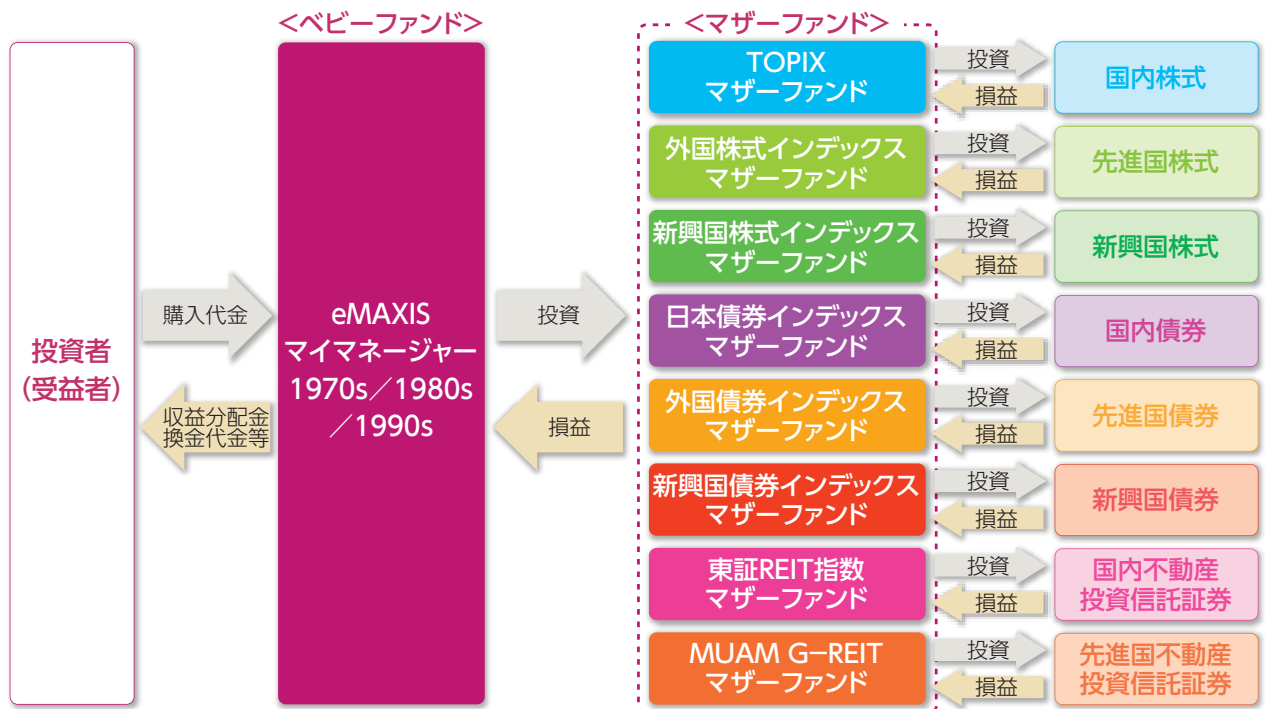 <ベビーファンド>
<マザーファンド>
投資者
(受益者)
購入代金
収益分配金
換金代金等
eMAXIS
マイマネージャー
1970s/1980s
/1990s
投資
損益
TOPIX
マザーファンド
投資
損益
国内株式
外国株式インデックス
マザーファンド
投資
損益
先進国株式
新興国株式インデックス
マザーファンド
投資
損益
新興国株式
日本債券インデックス
マザーファンド
投資
損益
国内債券
外国債券インデックス
マザーファンド
投資
損益
先進国債券
新興国債券インデックス
マザーファンド
投資
損益
新興国債券
東証REIT指数
マザーファンド
投資
損益
国内不動産
投資信託証券
MUAM G-REIT
マザーファンド
投資
損益
先進国不動産
投資信託証券